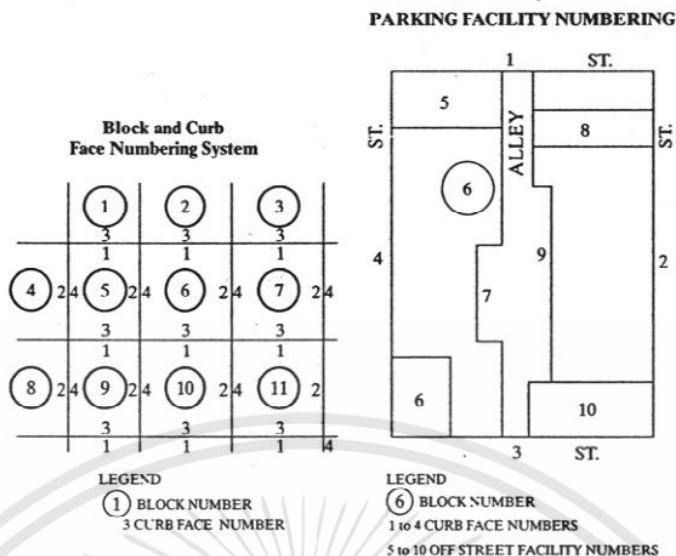 PARKING FACILITY NUMBERING
1 ST.
5
8
ST.
ALLEY
ST.
6
4
9
2
7
6
10
3 ST.
LEGEND
6 BLOCK NUMBER
1 to 4 CURB FACE NUMBERS
5 to 10 OFF STREET FACILITY NUMBERS
Block and Curb
Face Numbering System
1 2 3
3 3 3
1 1 1
4 2 4 5 2 4 6 2 4 7 2 4
3 3 3
1 1 1
8 2 4 9 2 4 10 2 4 11 2
3 3 3
1 1 1 4
LEGEND
1 BLOCK NUMBER
3 CURB FACE NUMBER